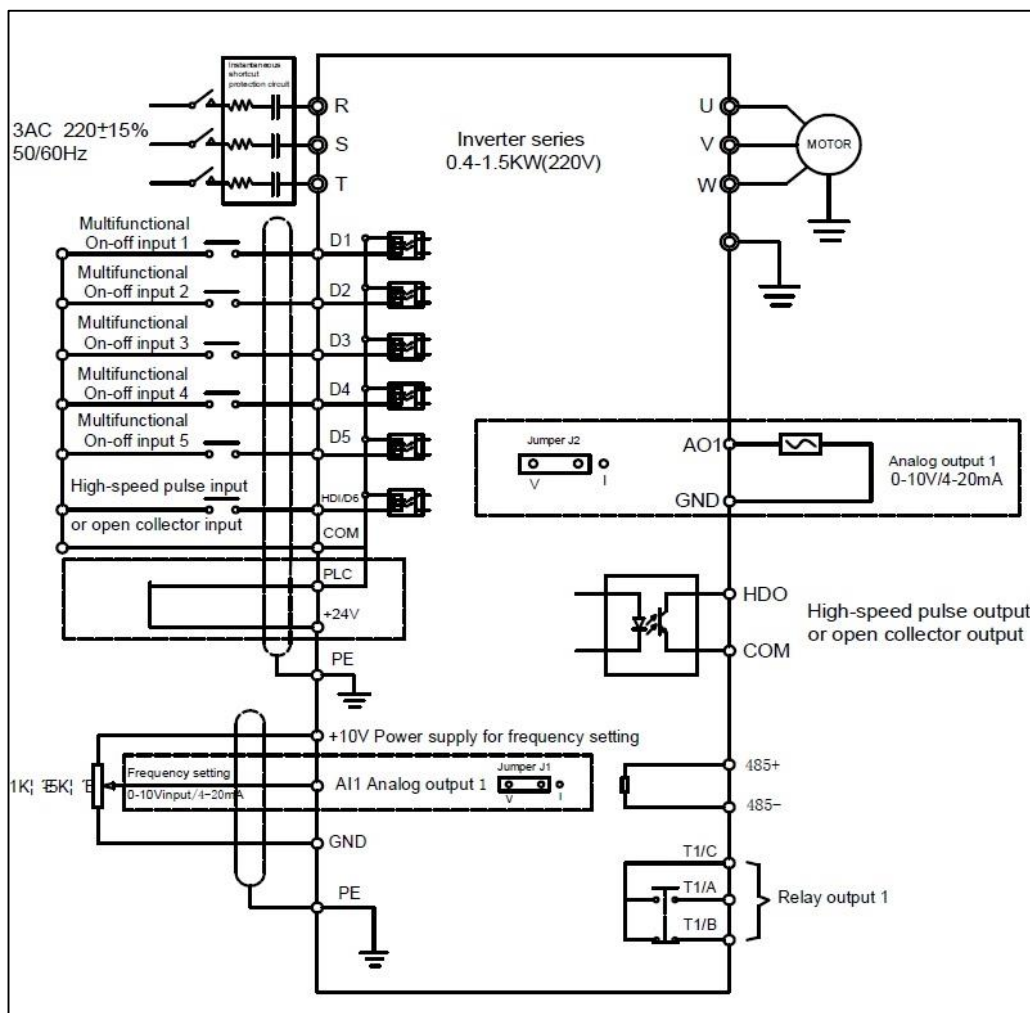 Instantaneous
shortcut
protection circuit
R
S
T
3AC 220±15%
50/60Hz
Inverter series
0.4-1.5KW(220V)
U
V
W
MOTOR
Multifunctional
On-off input 1
D1
Multifunctional
On-off input 2
D2
Multifunctional
On-off input 3
D3
Multifunctional
On-off input 4
D4
Multifunctional
On-off input 5
D5
High-speed pulse input
or open collector input
HDI/D6
COM
PLC
+24V
PE
Jumper J2
V
I
AO1
GND
Analog output 1
0-10V/4-20mA
HDO
COM
High-speed pulse output
or open collector output
+10V Power supply for frequency setting
Frequency setting
0-10Vinput/4-20mA
AI1 Analog output 1
Jumper J1
V
I
GND
PE
485+
485-
T1/C
T1/A
T1/B
Relay output 1